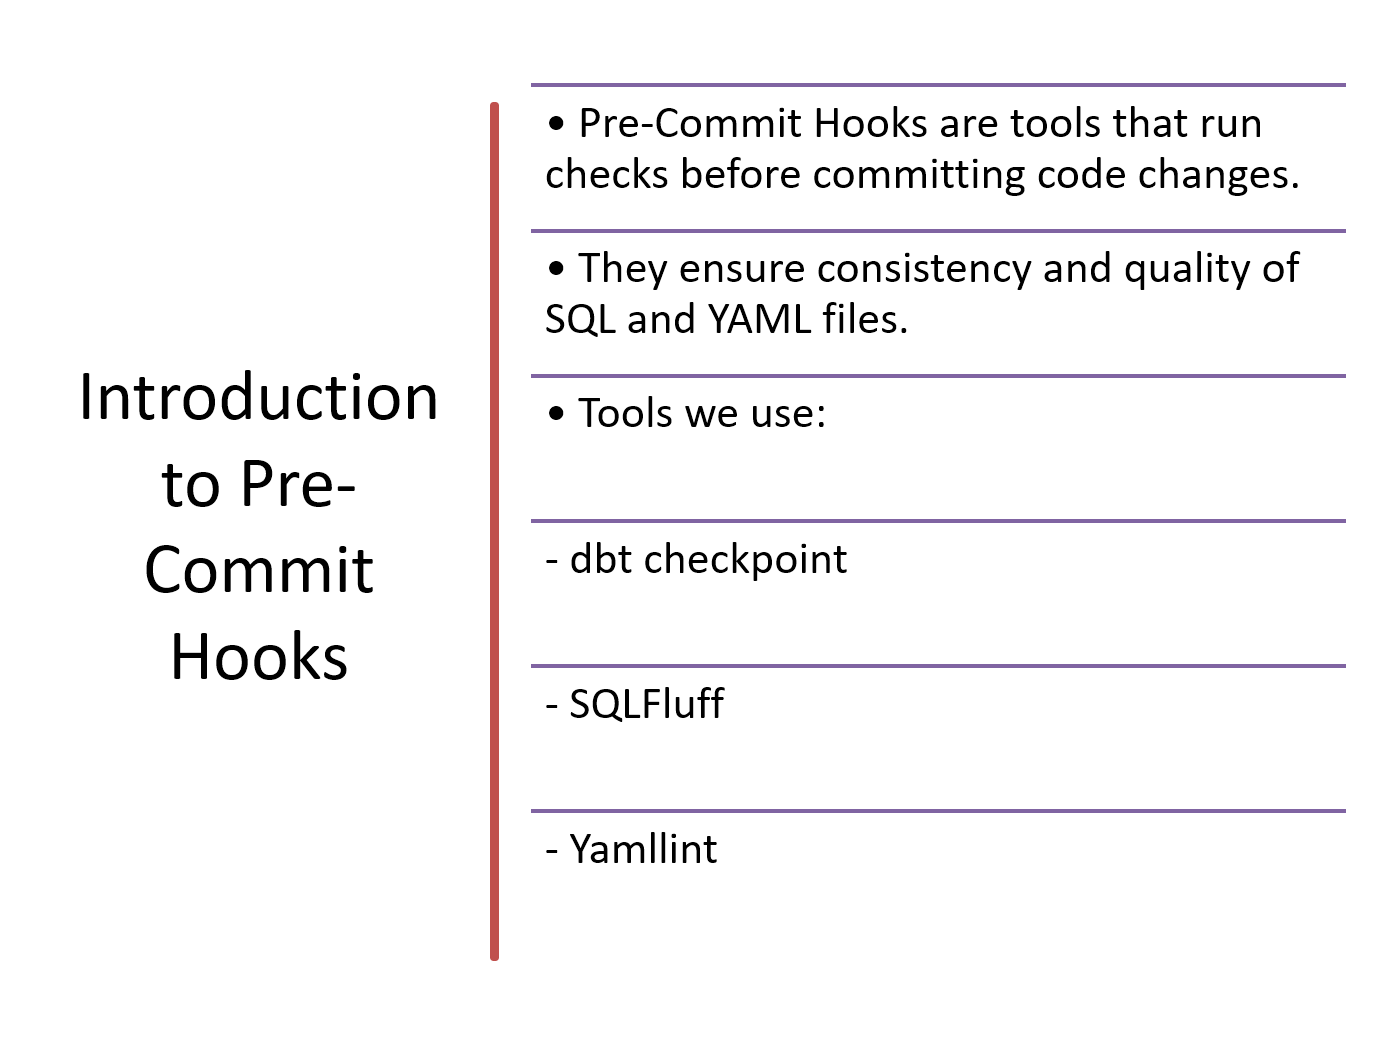 Introduction
to Pre-
Commit
Hooks
• Pre-Commit Hooks are tools that run
checks before committing code changes.
• They ensure consistency and quality of
SQL and YAML files.
• Tools we use:
- dbt checkpoint
- SQLFluff
- Yamllint